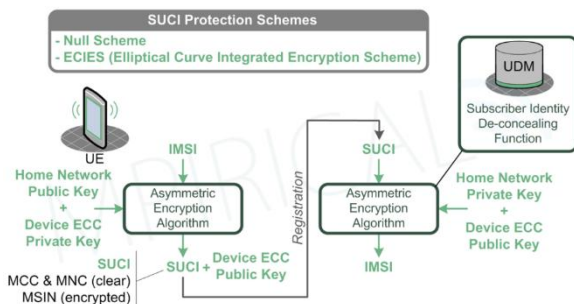 SUCI Protection Schemes
- Null Scheme
- ECIES (Elliptical Curve Integrated Encryption Scheme)
UDM
Subscriber Identity
De-concealing
Function
UE
IMSI
SUCI
Home Network
Public Key
+
Device ECC
Private Key
Asymmetric
Encryption
Algorithm
Registration
Asymmetric
Encryption
Algorithm
Home Network
Private Key
+
Device ECC
Public Key
SUCI
MCC & MNC (clear)
MSIN (encrypted)
SUCI + Device ECC
Public Key
IMSI
MPIRICAL